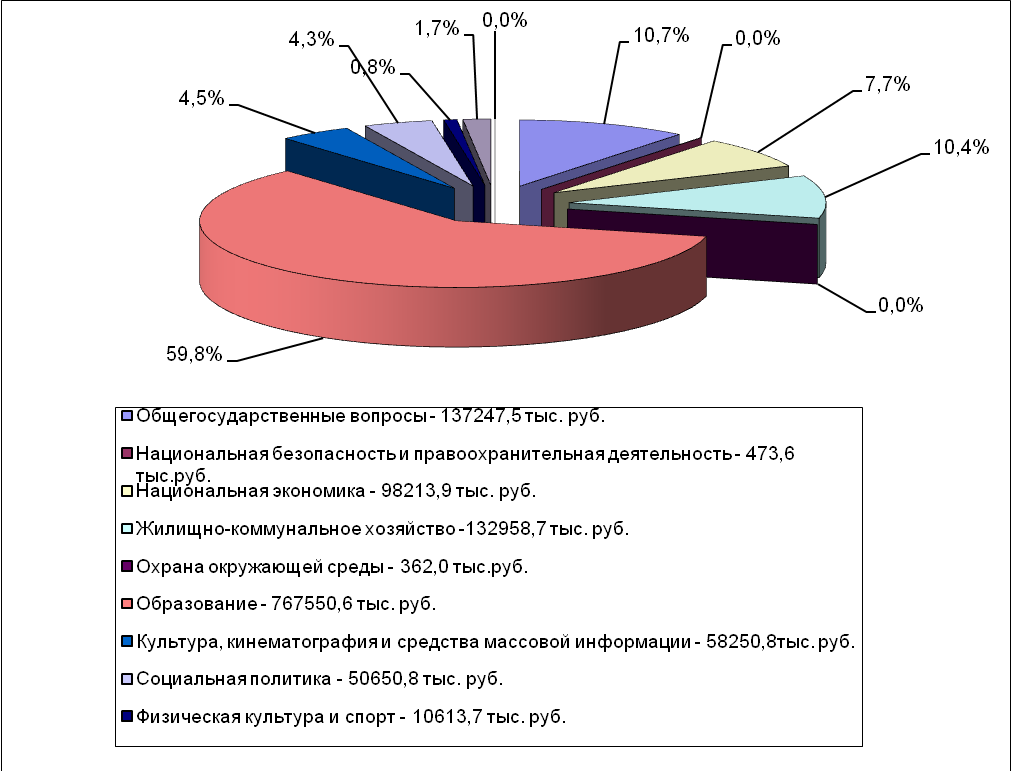 0,0%
1,7%
10,7%
0,0%
4,3%
0,8%
7,7%
4,5%
10,4%
0,0%
59,8%
Общегосударственные вопросы - 137247,5 тыс. руб.
Национальная безопасность и правоохранительная деятельность - 473,6
тыс.руб.
Национальная экономика - 98213,9 тыс. руб.
Жилищно-коммунальное хозяйство -132958,7 тыс. руб.
Охрана окружающей среды - 362,0 тыс.руб.
Образование - 767550,6 тыс. руб.
Культура, кинематография и средства массовой информации - 58250,8тыс. руб.
Социальная политика - 50650,8 тыс. руб.
Физическая культура и спорт - 10613,7 тыс. руб.